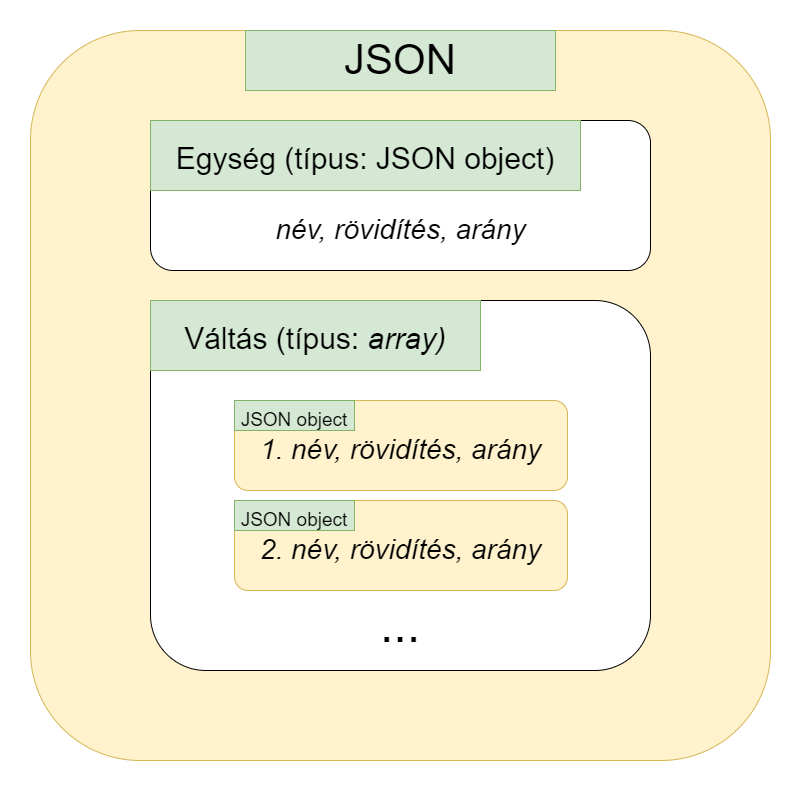 JSON
Egység (típus: JSON object)
név, rövidítés, arány
Váltás (típus: array)
JSON object
1. név, rövidítés, arány
JSON object
2. név, rövidítés, arány
...